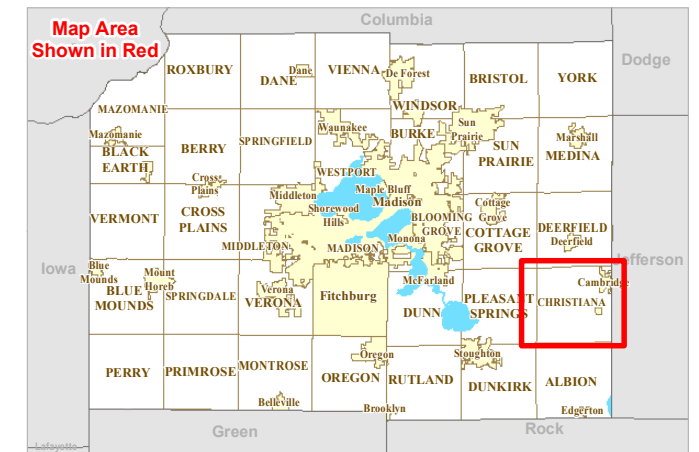 Map Area
Shown in Red
Columbia
Dodge
ROXBURY
DANE
Dane
VIENNA
De Forest
WINDSOR
BRISTOL
YORK
MAZOMANIE
Mazomanie
BLACK
EARTH
BERRY
SPRINGFIELD
Waunakee
BURKE
Sun
Prairie
SUN
PRAIRIE
Marshall
MEDINA
WESTPORT
Cross
Plains
Middleton
Maple Bluff
Madison
Shorewood
Hills
VERMONT
CROSS
PLAINS
MIDDLETON
MADISON
Monona
BLOOMING
GROVE
Cottage
Grove
COTTAGE
GROVE
DEERFIELD
Deerfield
Iowa
Jefferson
Blue
Mounds
BLUE
MOUNDS
Mount
Horeb
SPRINGDALE
Verona
VERONA
Fitchburg
McFarland
DUNN
PLEASANT
SPRINGS
CHRISTIANA
Cambridge
PERRY
PRIMROSE
MONTROSE
Belleville
OREGON
Oregon
Brooklyn
RUTLAND
Stoughton
DUNKIRK
ALBION
Edgerton
Green
Rock
Lafayette